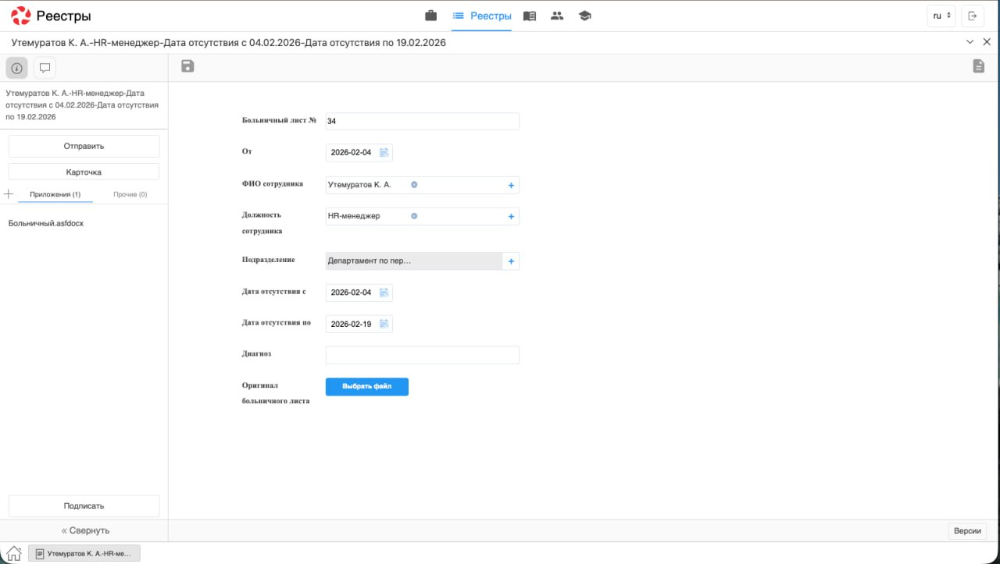 Реестры
Реестры
ru
Утемуратов К. А.-HR-менеджер-Дата отсутствия с 04.02.2026-Дата отсутствия по 19.02.2026
Утемуратов К. А.-HR-менеджер-Дата
отсутствия с 04.02.2026-Дата отсутствия
по 19.02.2026
Отправить
Карточка
Приложения (1)
Прочие (0)
Больничный.asfdocx
Больничный лист № 34
От 2026-02-04
ФИО сотрудника Утемуратов К. А.
Должность
сотрудника
HR-менеджер
Подразделение Департамент по пер...
Дата отсутствия с 2026-02-04
Дата отсутствия по 2026-02-19
Диагноз
Оригинал
больничного листа
Выбрать файл
Подписать
« Свернуть
Версии
Утемуратов К. А.-HR-ме...